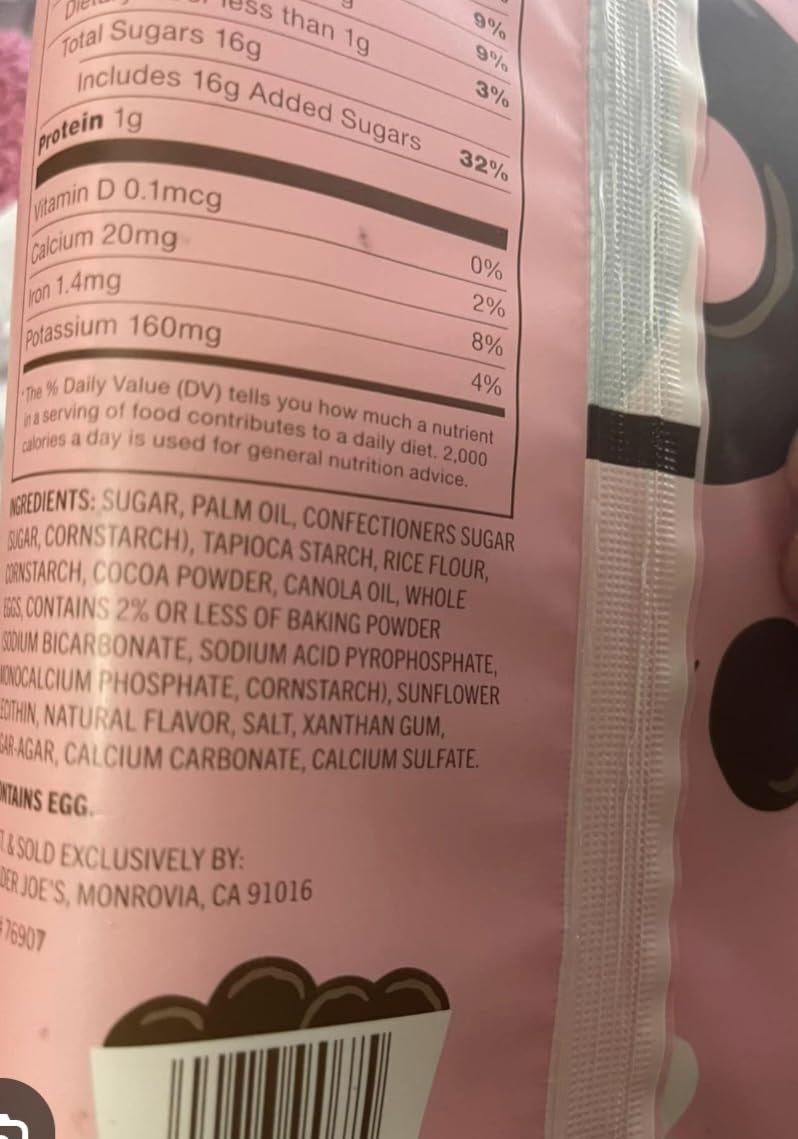 less than 1g
9%
9%
Total Sugars 16g
3%
Includes 16g Added Sugars
32%
Protein 1g
Vitamin D 0.1mcg
0%
Calcium 20mg
2%
Iron 1.4mg
8%
Potassium 160mg
4%
*The % Daily Value (DV) tells you how much a nutrient
in a serving of food contributes to a daily diet. 2,000
calories a day is used for general nutrition advice.
NGREDIENTS: SUGAR, PALM OIL, CONFECTIONERS SUGAR
SUGAR, CORNSTARCH), TAPIOCA STARCH, RICE FLOUR,
CORNSTARCH, COCOA POWDER, CANOLA OIL, WHOLE
EGGS, CONTAINS 2% OR LESS OF BAKING POWDER
(SODIUM BICARBONATE, SODIUM ACID PYROPHOSPHATE,
MONOCALCIUM PHOSPHATE, CORNSTARCH), SUNFLOWER
LECITHIN, NATURAL FLAVOR, SALT, XANTHAN GUM,
GAR-AGAR, CALCIUM CARBONATE, CALCIUM SULFATE.
NTAINS EGG.
T. & SOLD EXCLUSIVELY BY:
DER JOE'S, MONROVIA, CA 91016
#76907